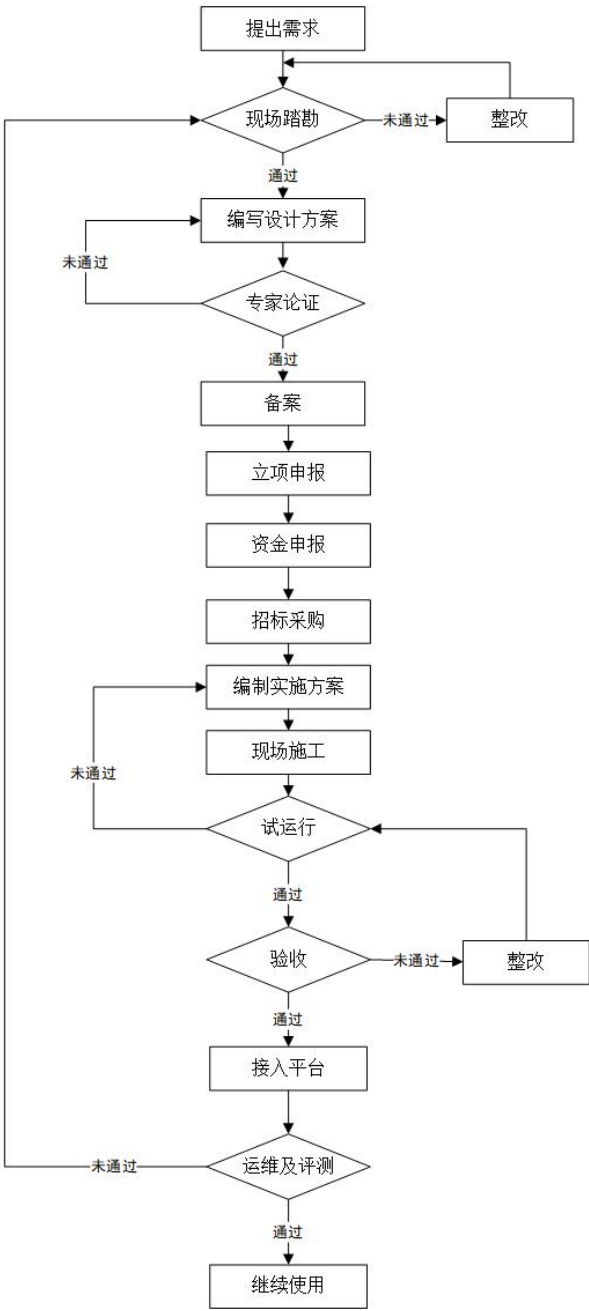 提出需求
现场踏勘
未通过
整改
通过
编写设计方案
未通过
专家论证
通过
备案
立项申报
资金申报
招标采购
编制实施方案
现场施工
未通过
试运行
通过
验收
未通过
整改
通过
接入平台
未通过
运维及评测
通过
继续使用